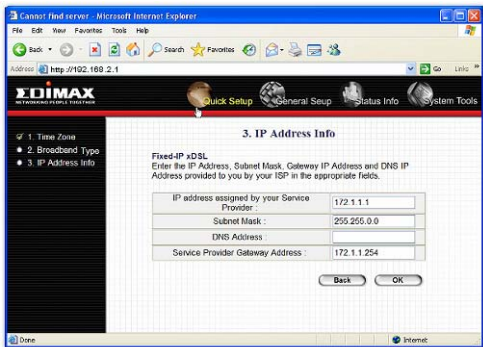 Cannot find server - Microsoft Internet Explorer
File Edit View Favorites Tools Help
Back Search Favorites
Address http://192.168.2.1 Go Links
EDIMAX
NETWORKING PEOPLE TOGETHER
Quick Setup General Seup Status Info System Tools
1. Time Zone
2. Broadband Type
3. IP Address Info
3. IP Address Info
Fixed-IP xDSL
Enter the IP Address, Subnet Mask, Gateway IP Address and DNS IP
Address provided to you by your ISP in the appropriate fields.
IP address assigned by your Service
Provider :
172.1.1.1
Subnet Mask : 255.255.0.0
DNS Address :
Service Provider Gateway Address : 172.1.1.254
Back OK
Done Internet